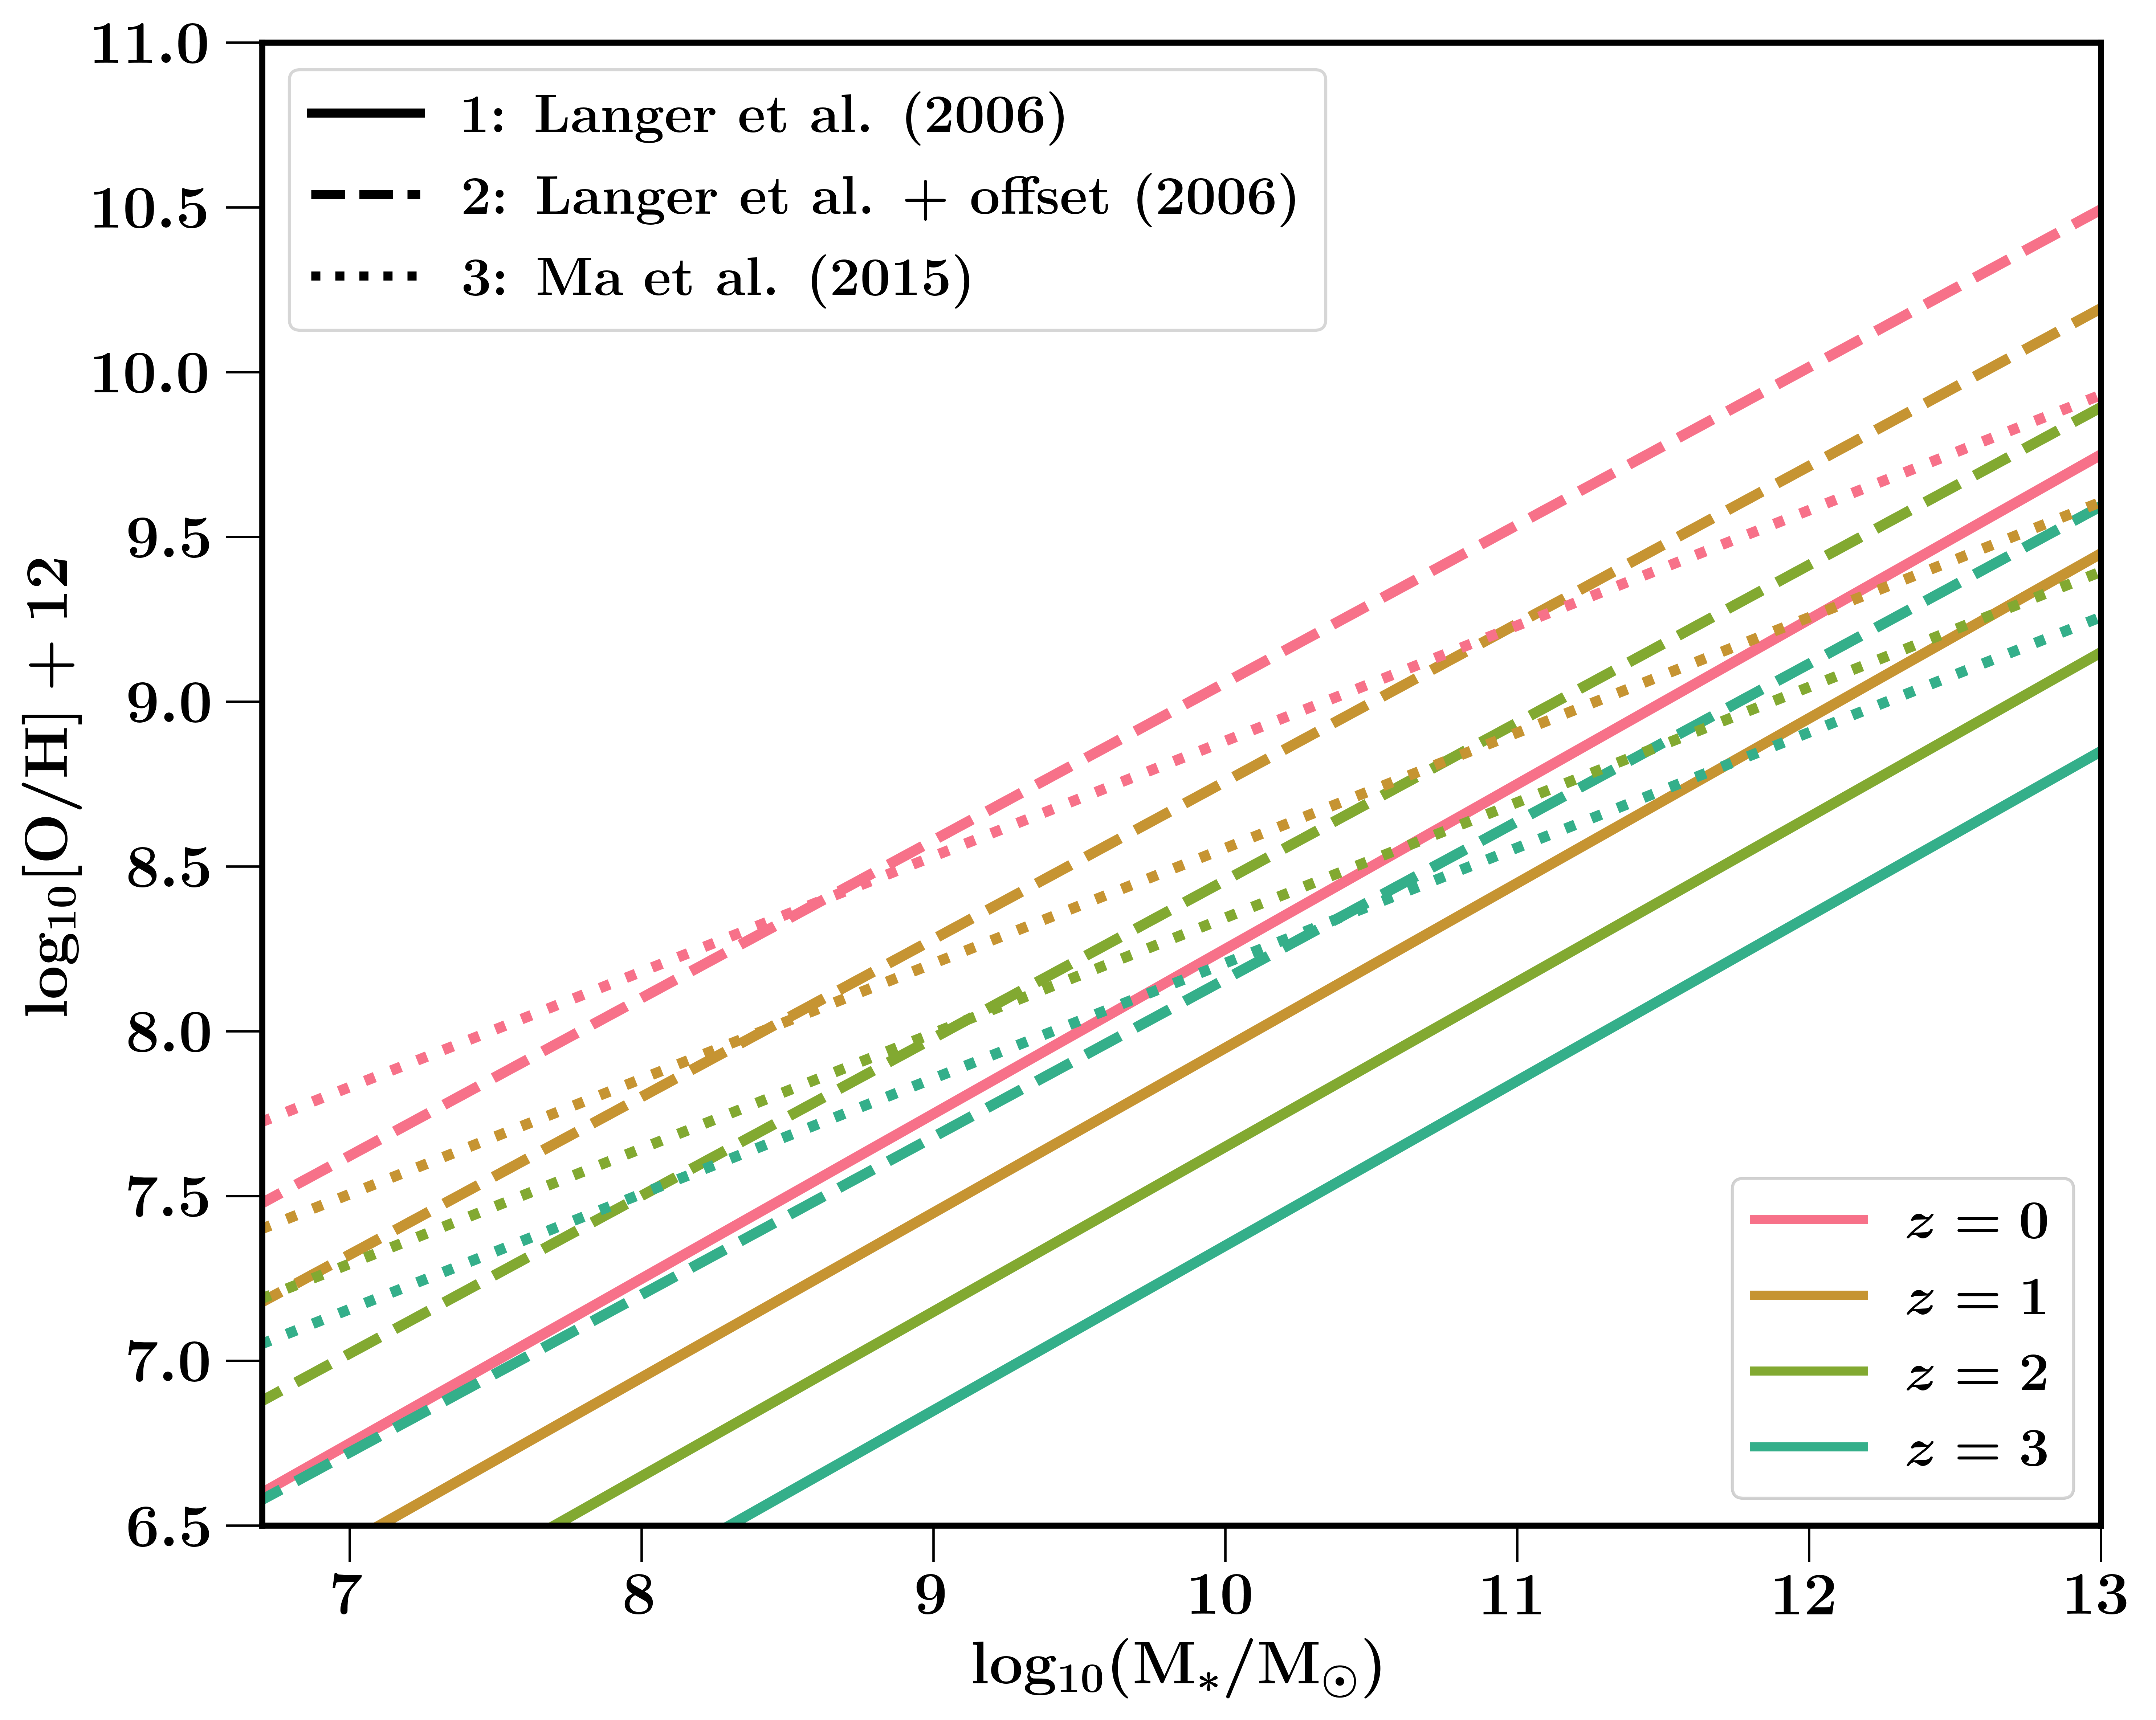 11.0
10.5
10.0
9.5
9.0
8.5
8.0
7.5
7.0
6.5
log₁₀[O/H] + 12
1: Langer et al. (2006)
2: Langer et al. + offset (2006)
3: Ma et al. (2015)
z = 0
z = 1
z = 2
z = 3
7 8 9 10 11 12 13
log₁₀(M₊/M☉)